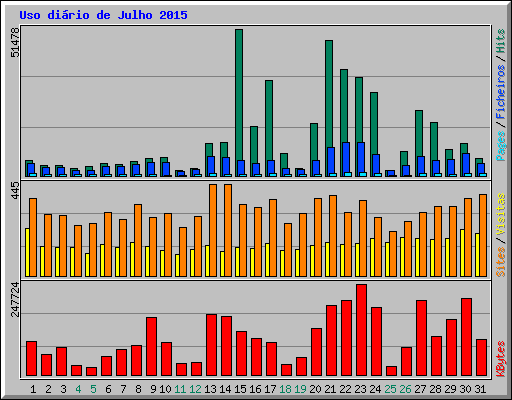 Uso diário de Julho 2015
51478
445
247724
Pages / Ficheiros / Hits
Sites / Visitas
KBytes
1 2 3 4 5 6 7 8 9 10 11 12 13 14 15 16 17 18 19 20 21 22 23 24 25 26 27 28 29 30 31